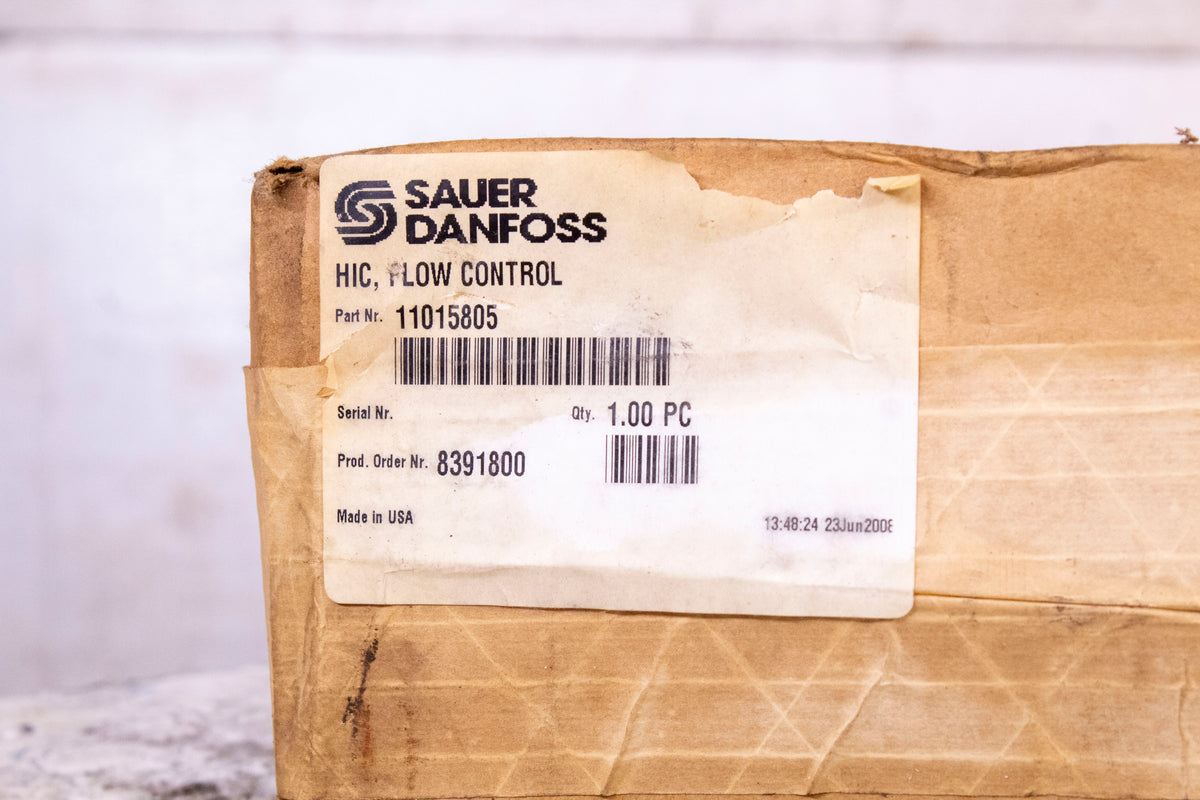 SAUER
DANFOSS
HIC, FLOW CONTROL
Part Nr. 11015805
Serial Nr. Qty. 1.00 PC
Prod. Order Nr. 8391800
Made in USA 13:48:24 23Jun2008